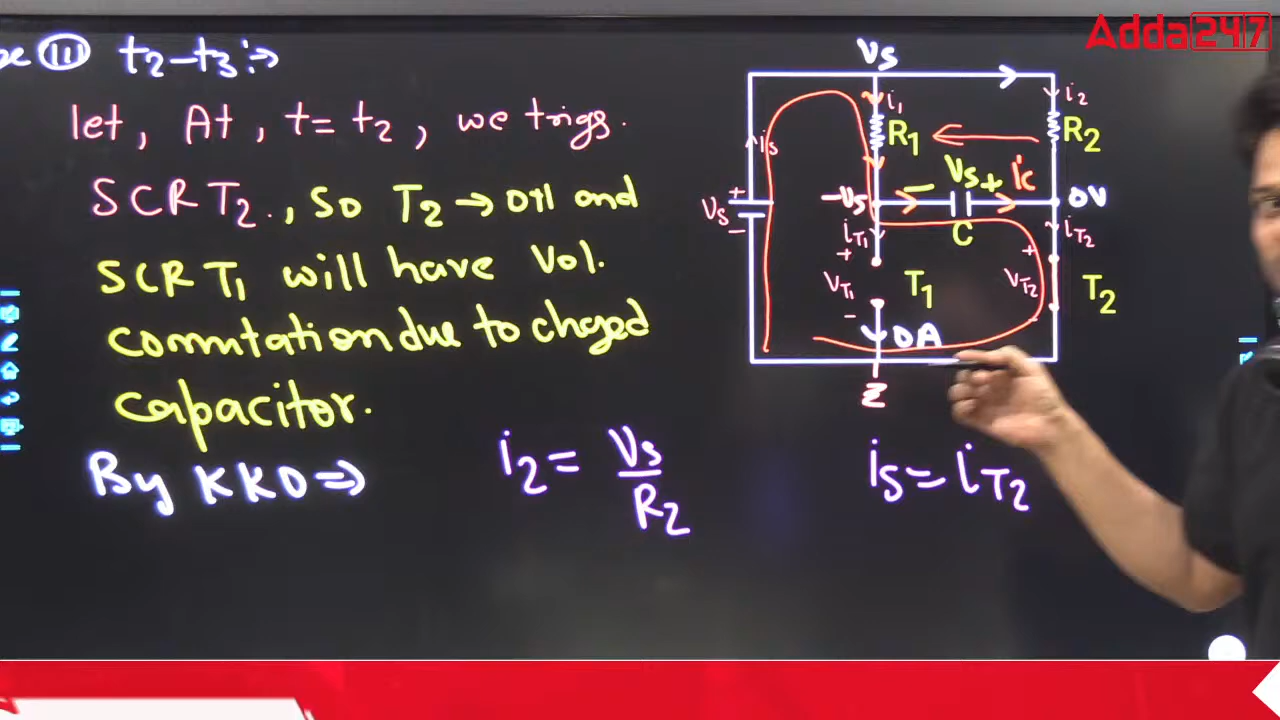 Adda247
III t2-t3:→
let, At, t= t2, we trigs.
SCR T2., so T2 → on and
SCR T1 will have Vol.
commutation due to charged
capacitor.
By KKO ⇒
i2 = Vs/R2
is = iT2
Vs
i1
i2
R1
R2
is
Vs
+
-
-Vs
- Vs +
ic
0V
C
iT1
iT2
+
VT1
-
T1
+
VT2
T2
0A
Z